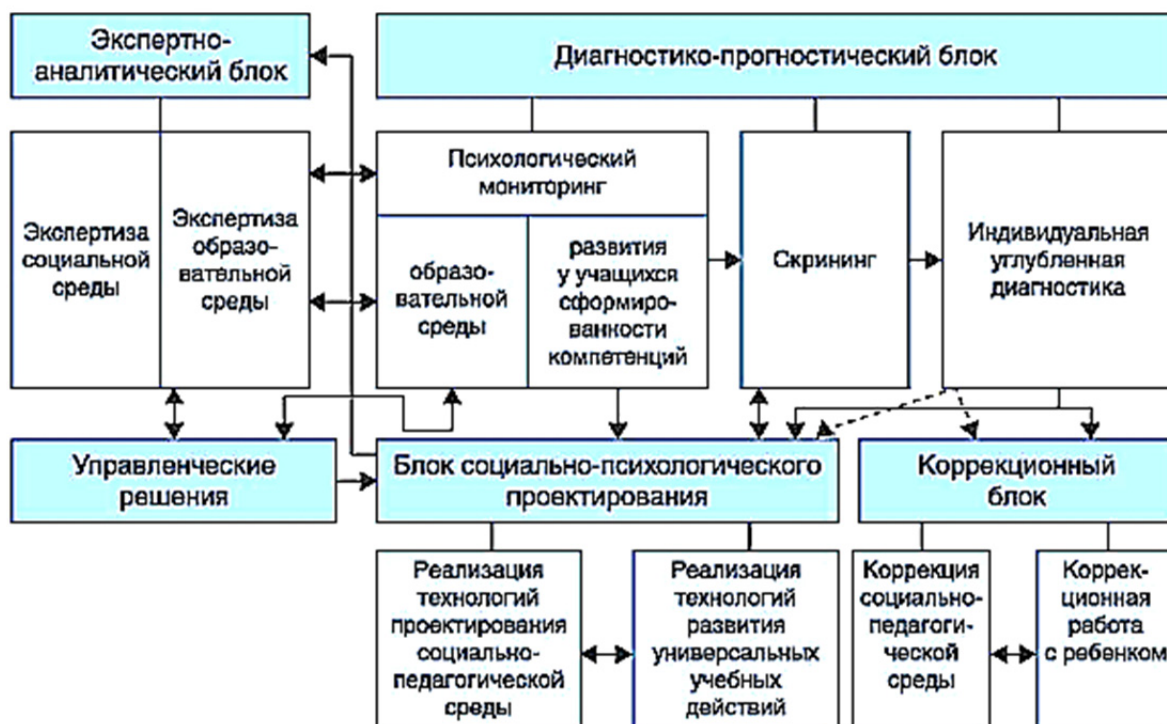 Экспертно-
аналитический блок
Диагностико-прогностический блок
Экспертиза
социальной
среды
Экспертиза
образо-
вательной
среды
Психологический
мониторинг
образо-
вательной
среды
развития
у учащихся
сформиро-
ванности
компетенций
Скрининг
Индивидуальная
углубленная
диагностика
Управленческие
решения
Блок социально-психологического
проектирования
Коррекционный
блок
Реализация
технологий
проектирования
социально-
педагогической
среды
Реализация
технологий
развития
универсальных
учебных
действий
Коррекция
социально-
педагоги-
ческой
среды
Коррек-
ционная
работа
с ребенком